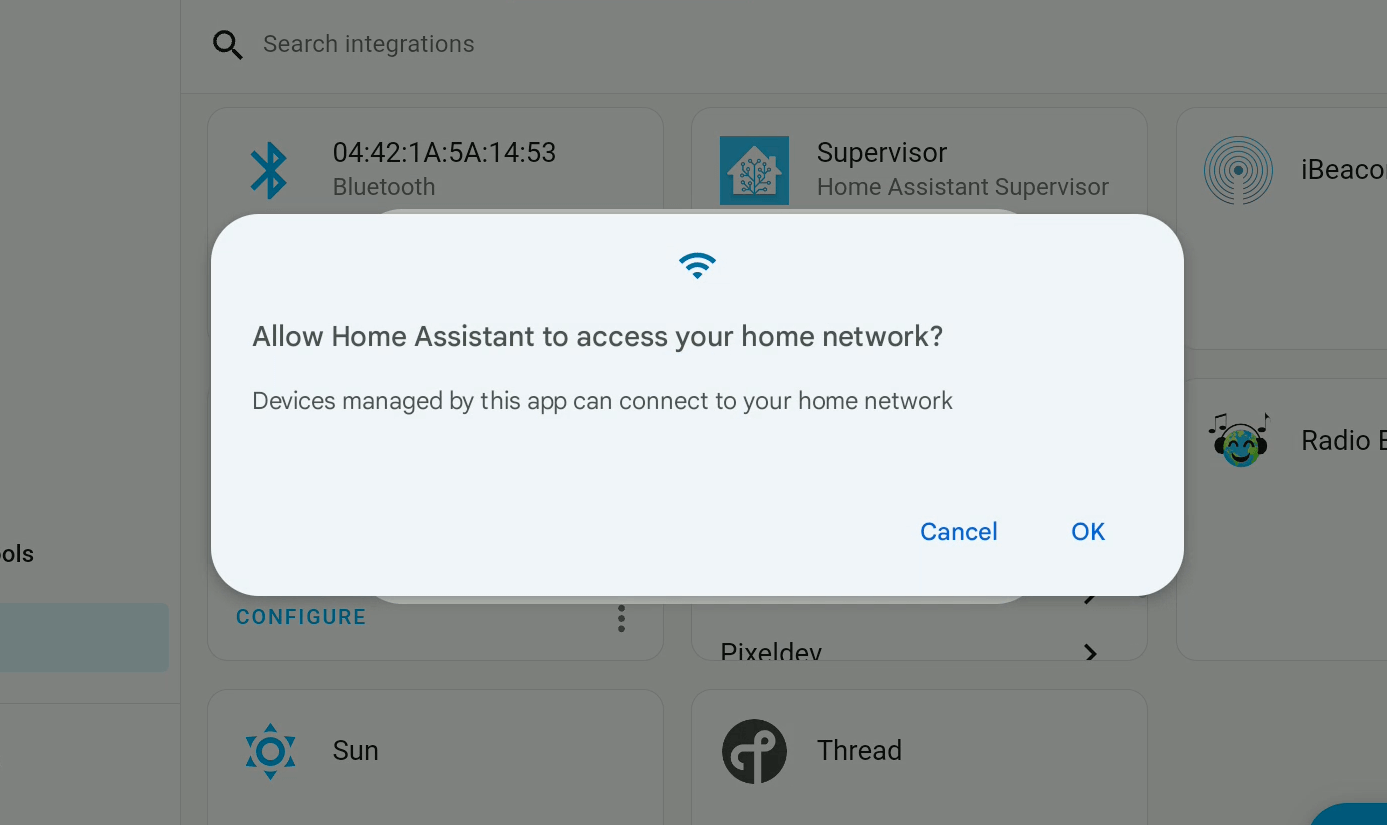 Search integrations
04:42:1A:5A:14:53
Bluetooth
Supervisor
Home Assistant Supervisor
Allow Home Assistant to access your home network?
Devices managed by this app can connect to your home network
Cancel
OK
Radio
CONFIGURE
Pixeldev
Sun
Thread